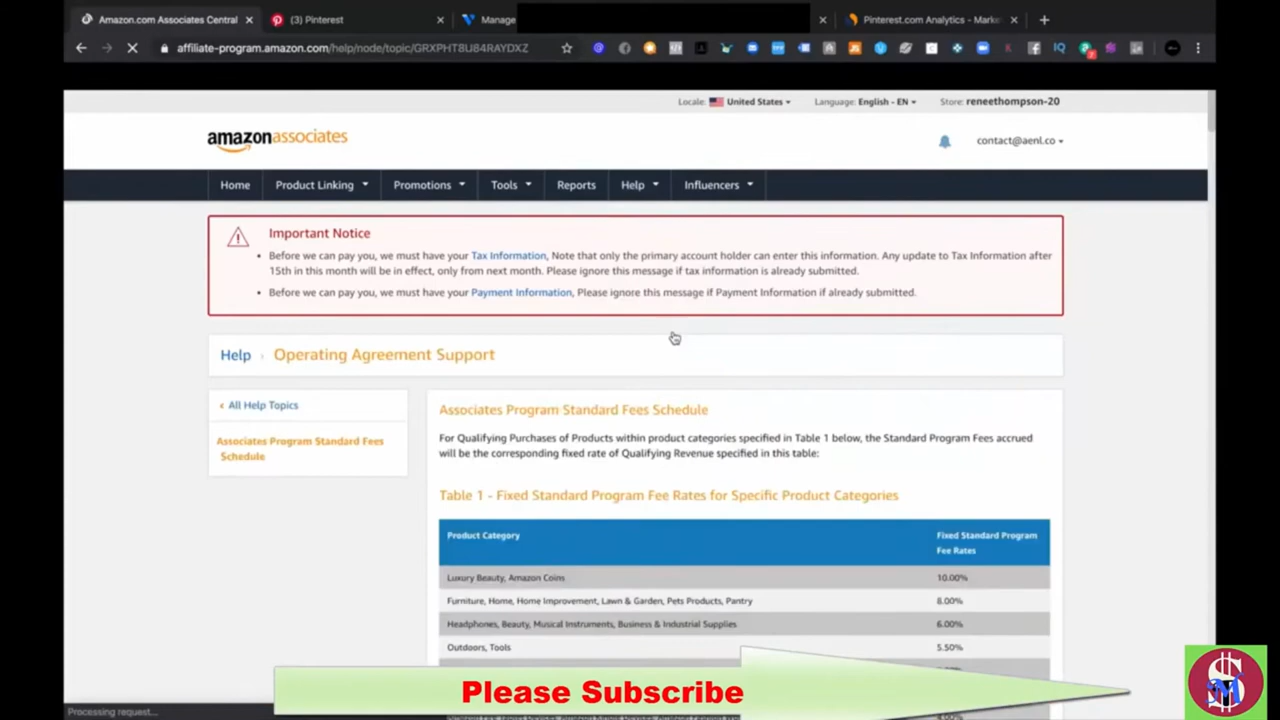 Amazon.com Associates Central
(3) Pinterest
Manage
Pinterest.com Analytics - Marke
affiliate-program.amazon.com/help/node/topic/GRXPHT8U84RAYDXZ
Locale: United States Language: English - EN Store: reneethompson-20
amazonassociates
contact@aenl.co
Home Product Linking Promotions Tools Reports Help Influencers
Important Notice
• Before we can pay you, we must have your Tax Information, Note that only the primary account holder can enter this information. Any update to Tax Information after
15th in this month will be in effect, only from next month. Please ignore this message if tax information is already submitted.
• Before we can pay you, we must have your Payment Information, Please ignore this message if Payment Information if already submitted.
Help › Operating Agreement Support
‹ All Help Topics
Associates Program Standard Fees
Schedule
Associates Program Standard Fees Schedule
For Qualifying Purchases of Products within product categories specified in Table 1 below, the Standard Program Fees accrued
will be the corresponding fixed rate of Qualifying Revenue specified in this table:
Table 1 - Fixed Standard Program Fee Rates for Specific Product Categories
Product Category Fixed Standard Program
Fee Rates
Luxury Beauty, Amazon Coins 10.00%
Furniture, Home, Home Improvement, Lawn & Garden, Pets Products, Pantry 8.00%
Headphones, Beauty, Musical Instruments, Business & Industrial Supplies 6.00%
Outdoors, Tools 5.50%
Please Subscribe
Processing request...